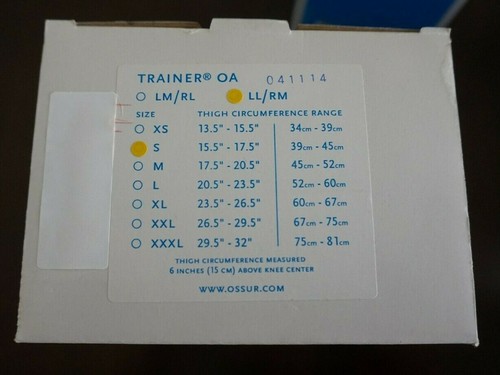 TRAINER® OA 041114
LM/RL LL/RM
SIZE THIGH CIRCUMFERENCE RANGE
XS 13.5" - 15.5" 34cm - 39cm
S 15.5" - 17.5" 39cm - 45cm
M 17.5" - 20.5" 45cm - 52cm
L 20.5" - 23.5" 52cm - 60cm
XL 23.5" - 26.5" 60cm - 67cm
XXL 26.5" - 29.5" 67cm - 75cm
XXXL 29.5" - 32" 75cm - 81cm
THIGH CIRCUMFERENCE MEASURED
6 INCHES (15 CM) ABOVE KNEE CENTER
WWW.OSSUR.COM